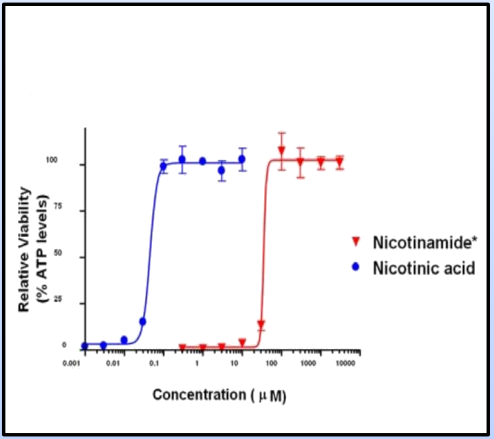 Relative Viability
(% ATP levels)
100
75
50
25
0
0.001 0.01 0.1 1 10 100 1000 10000
Concentration ( μM)
Nicotinamide*
Nicotinic acid